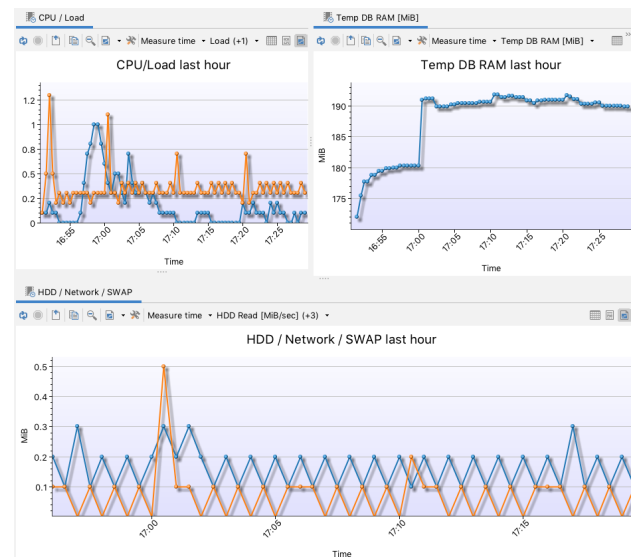 CPU / Load
Measure time Load (+1)
CPU/Load last hour
1.2
1
0.8
0.5
0.2
0
16:55 17:00 17:05 17:10 17:15 17:20 17:25
Time
Temp DB RAM [MiB]
Measure time Temp DB RAM [MiB]
Temp DB RAM last hour
MiB
190
185
180
175
16:55 17:00 17:05 17:10 17:15 17:20 17:25
Time
HDD / Network / SWAP
Measure time HDD Read [MiB/sec] (+3)
HDD / Network / SWAP last hour
MiB
0.5
0.4
0.3
0.2
0.1
17:00 17:05 17:10 17:15
Time